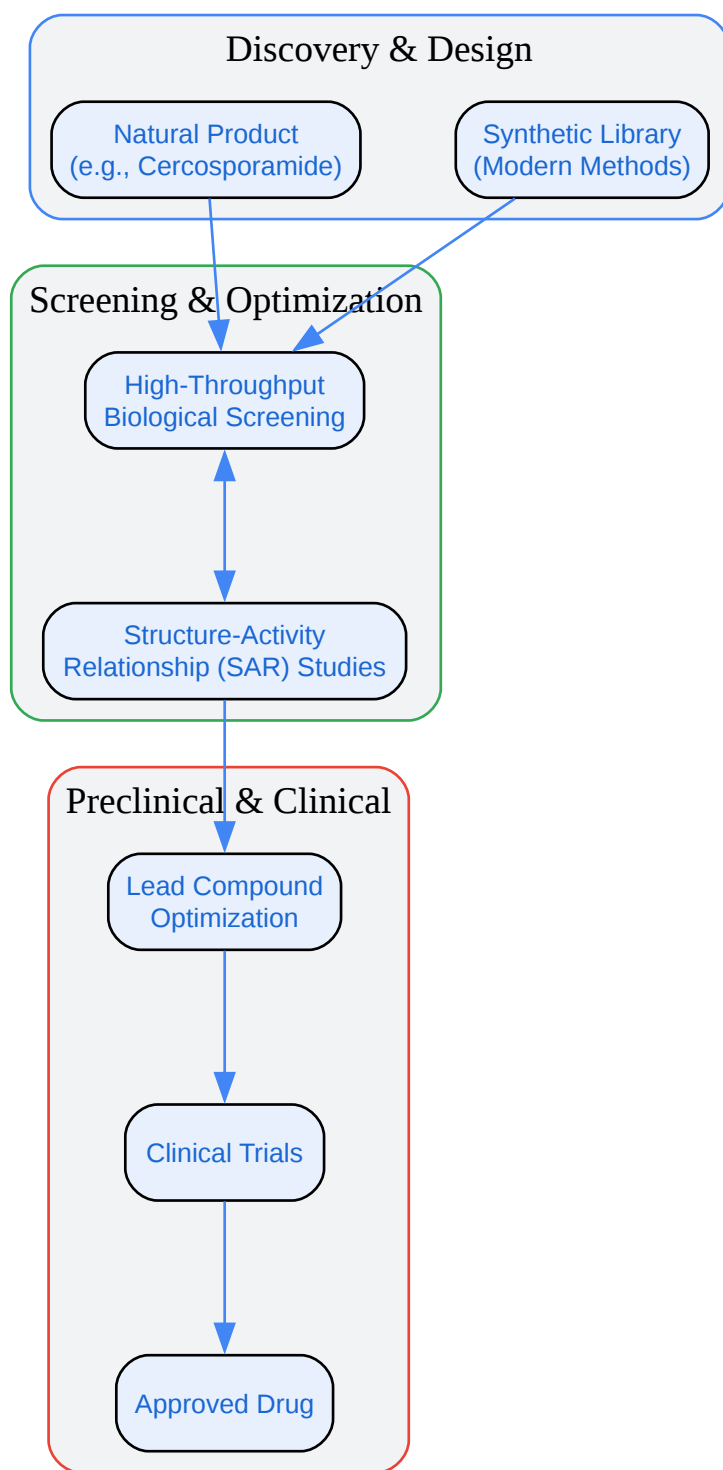 Discovery & Design
Natural Product
(e.g., Cercosporamide)
Synthetic Library
(Modern Methods)
Screening & Optimization
High-Throughput
Biological Screening
Structure-Activity
Relationship (SAR) Studies
Preclinical & Clinical
Lead Compound
Optimization
Clinical Trials
Approved Drug